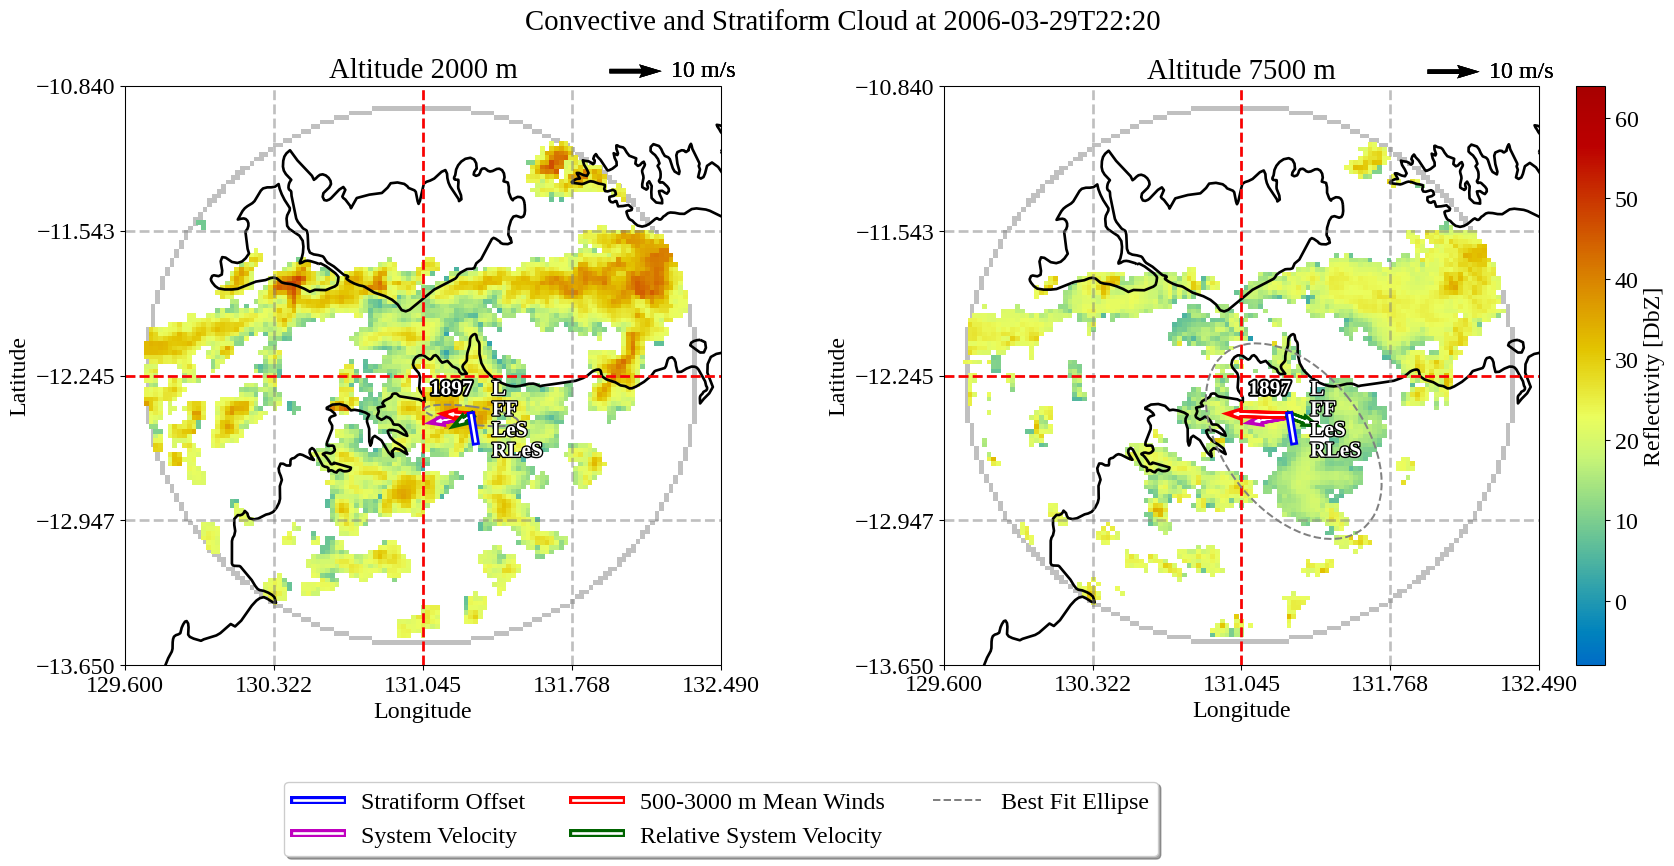 Convective and Stratiform Cloud at 2006-03-29T22:20
Altitude 2000 m
10 m/s
−10.840
−11.543
−12.245
−12.947
−13.650
129.600
130.322
131.045
131.768
132.490
Latitude
Longitude
1897
L
FF
LeS
RLeS
Altitude 7500 m
10 m/s
−10.840
−11.543
−12.245
−12.947
−13.650
129.600
130.322
131.045
131.768
132.490
Latitude
Longitude
1897
L
FF
LeS
RLeS
60
50
40
30
20
10
0
Reflectivity [DbZ]
Stratiform Offset
System Velocity
500-3000 m Mean Winds
Relative System Velocity
Best Fit Ellipse